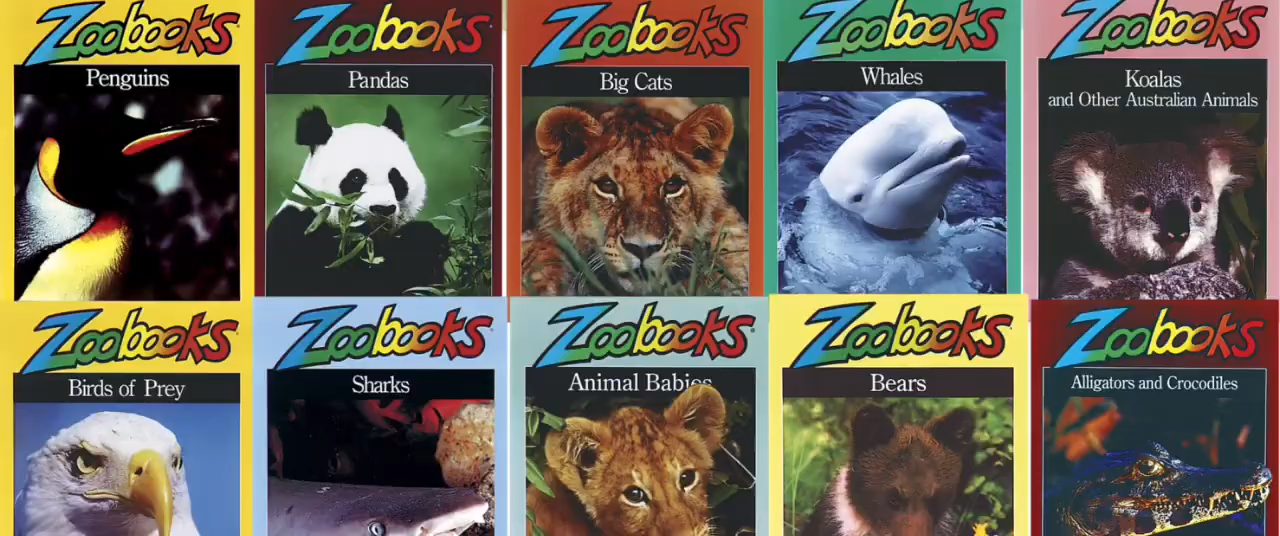 Zoobooks
Penguins
Zoobooks
Pandas
Zoobooks
Big Cats
Zoobooks
Whales
Zoobooks
Koalas
and Other Australian Animals
Zoobooks
Birds of Prey
Zoobooks
Sharks
Zoobooks
Animal Babies
Zoobooks
Bears
Zoobooks
Alligators and Crocodiles